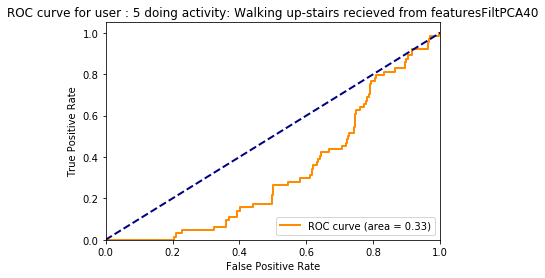 ROC curve for user : 5 doing activity: Walking up-stairs recieved from featuresFiltPCA40
1.0
0.8
0.6
0.4
0.2
0.0
True Positive Rate
ROC curve (area = 0.33)
0.0 0.2 0.4 0.6 0.8 1.0
False Positive Rate